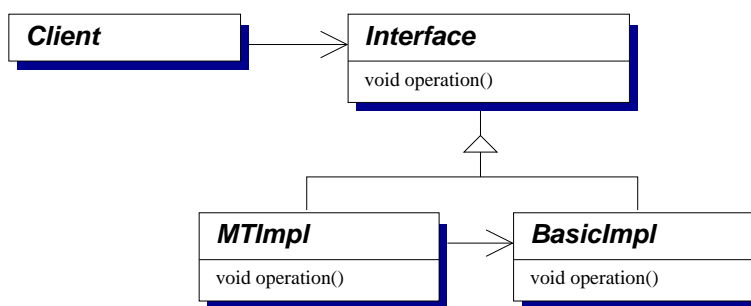 Client
Interface
void operation()
MTImpl
BasicImpl
void operation()
void operation()